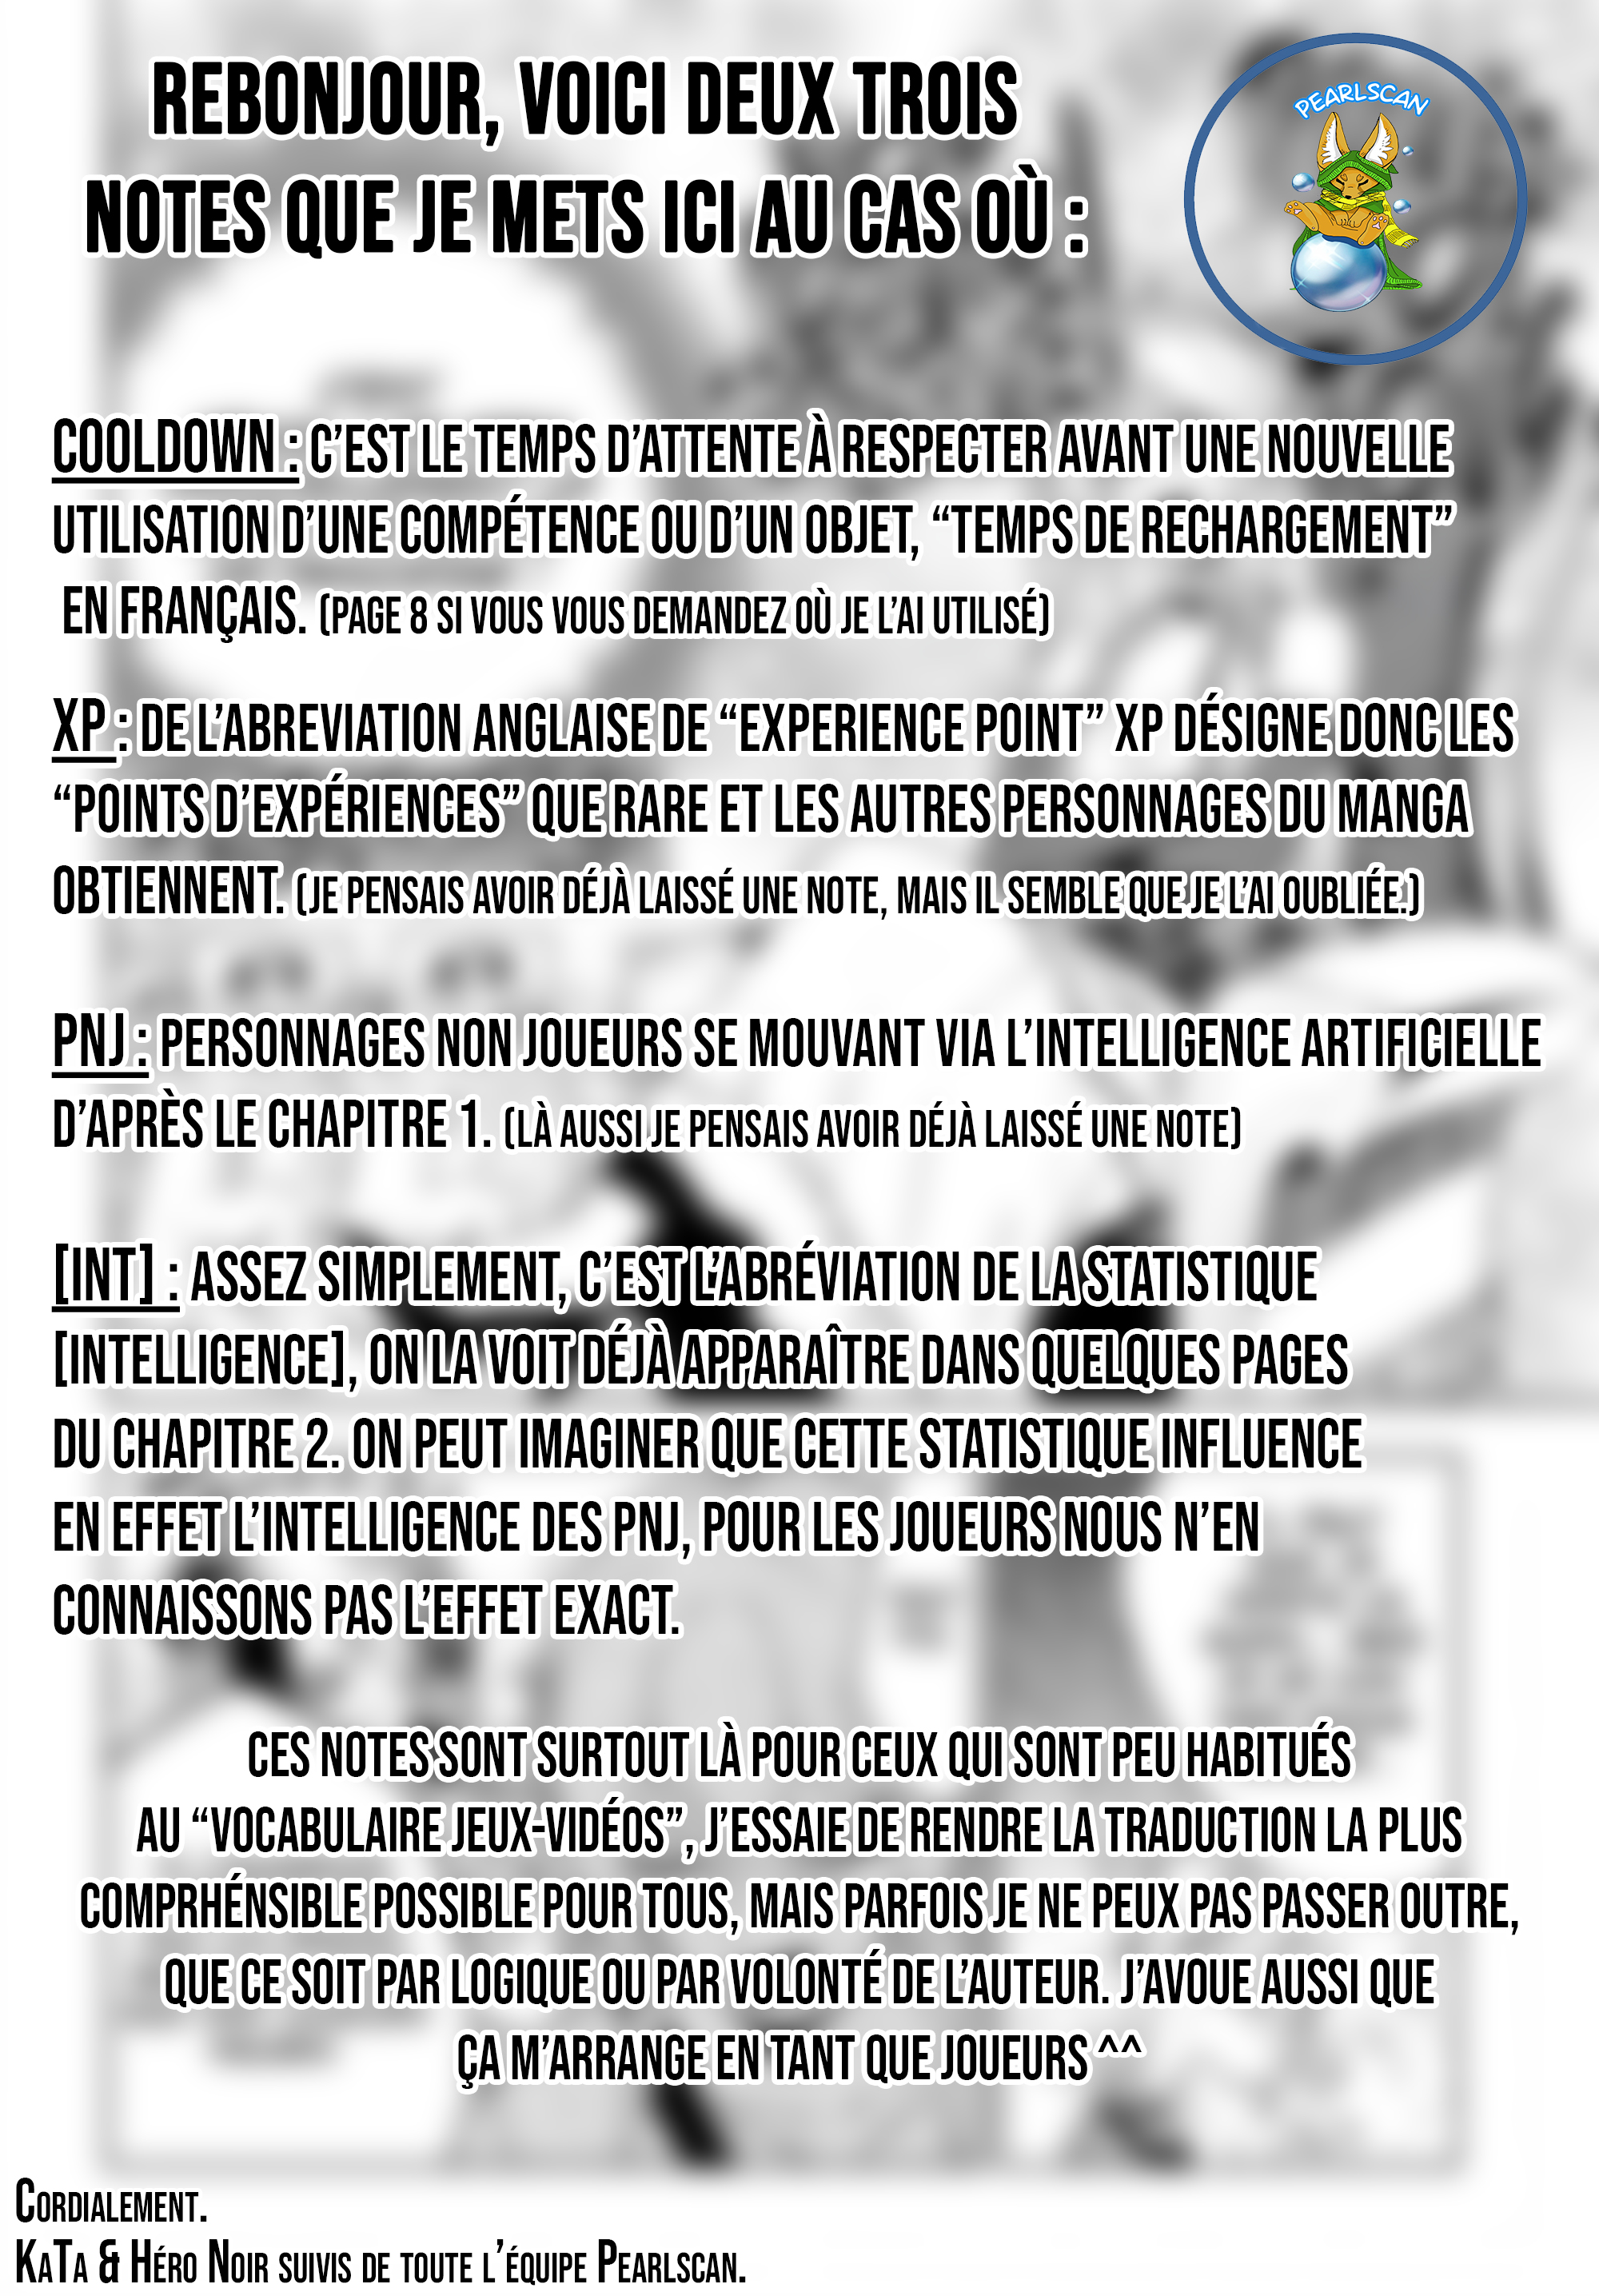 REBONJOUR, VOICI DEUX TROIS
NOTES QUE JE METS ICI AU CAS OÙ :
PEARLSCAN
COOLDOWN : C’EST LE TEMPS D’ATTENTE À RESPECTER AVANT UNE NOUVELLE
UTILISATION D’UNE COMPÉTENCE OU D’UN OBJET, “TEMPS DE RECHARGEMENT”
EN FRANÇAIS. (PAGE 8 SI VOUS VOUS DEMANDEZ OÙ JE L’AI UTILISÉ)
XP : DE L’ABREVIATION ANGLAISE DE “EXPERIENCE POINT” XP DÉSIGNE DONC LES
“POINTS D’EXPÉRIENCES” QUE RARE ET LES AUTRES PERSONNAGES DU MANGA
OBTIENNENT. (JE PENSAIS AVOIR DÉJÀ LAISSÉ UNE NOTE, MAIS IL SEMBLE QUE JE L’AI OUBLIÉE.)
PNJ : PERSONNAGES NON JOUEURS SE MOUVANT VIA L’INTELLIGENCE ARTIFICIELLE
D’APRÈS LE CHAPITRE 1. (LÀ AUSSI JE PENSAIS AVOIR DÉJÀ LAISSÉ UNE NOTE)
[INT] : ASSEZ SIMPLEMENT, C’EST L’ABRÉVIATION DE LA STATISTIQUE
[INTELLIGENCE], ON LA VOIT DÉJÀ APPARAÎTRE DANS QUELQUES PAGES
DU CHAPITRE 2. ON PEUT IMAGINER QUE CETTE STATISTIQUE INFLUENCE
EN EFFET L’INTELLIGENCE DES PNJ, POUR LES JOUEURS NOUS N’EN
CONNAISSONS PAS L’EFFET EXACT.
CES NOTES SONT SURTOUT LÀ POUR CEUX QUI SONT PEU HABITUÉS
AU “VOCABULAIRE JEUX-VIDÉOS”, J’ESSAIE DE RENDRE LA TRADUCTION LA PLUS
COMPRHÉNSIBLE POSSIBLE POUR TOUS, MAIS PARFOIS JE NE PEUX PAS PASSER OUTRE,
QUE CE SOIT PAR LOGIQUE OU PAR VOLONTÉ DE L’AUTEUR. J’AVOUE AUSSI QUE
ÇA M’ARRANGE EN TANT QUE JOUEURS ^^
CORDIALEMENT.
KATA & HÉRO NOIR SUIVIS DE TOUTE L’ÉQUIPE PEARLSCAN.